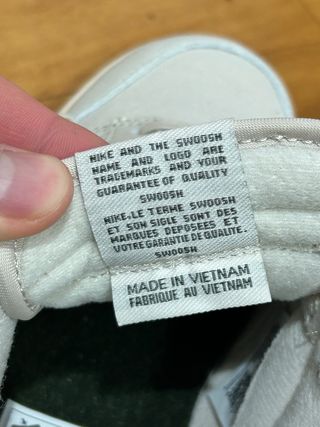 NIKE AND THE SWOOSH
NAME AND LOGO ARE
TRADEMARKS AND YOUR
GUARANTEE OF QUALITY
SWOOSH
NIKE.LE TERME SWOOSH
ET SON SIGLE SONT DES
MARQUES DEPOSEES ET
VOTRE GARANTIE DE QUALITE.
SWOOSH
MADE IN VIETNAM
FABRIQUE AU VIETNAM